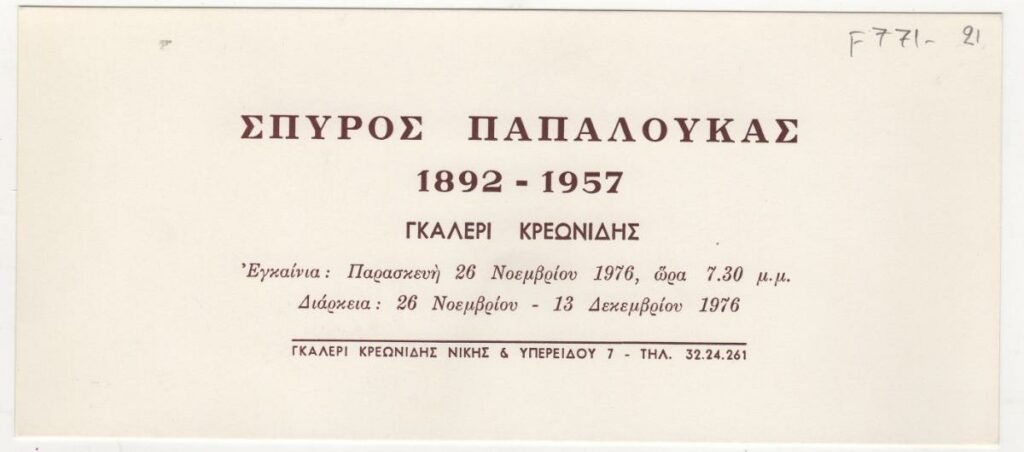 F771- 21
ΣΠΥΡΟΣ ΠΑΠΑΛΟΥΚΑΣ
1892 - 1957
ΓΚΑΛΕΡΙ ΚΡΕΩΝΙΔΗΣ
Ἐγκαίνια: Παρασκευὴ 26 Νοεμβρίου 1976, ὥρα 7.30 μ.μ.
Διάρκεια: 26 Νοεμβρίου - 13 Δεκεμβρίου 1976
ΓΚΑΛΕΡΙ ΚΡΕΩΝΙΔΗΣ ΝΙΚΗΣ & ΥΠΕΡΕΙΔΟΥ 7 - ΤΗΛ. 32.24.261